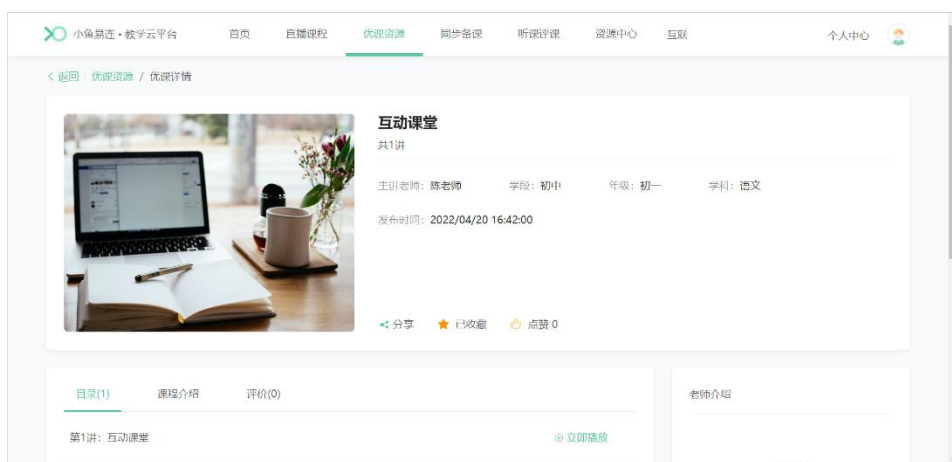 小鱼易连·教学云平台 首页 直播课程 优课资源 同步备课 听课评课 资源中心 互联 个人中心
< 返回 | 优课资源 / 优课详情
互动课堂
共1讲
主讲老师：陈老师 学段：初中 年级：初一 学科：语文
发布时间：2022/04/20 16:42:00
分享 已收藏 点赞 0
目录(1) 课程介绍 评价(0) 老师介绍
第1讲：互动课堂 立即播放